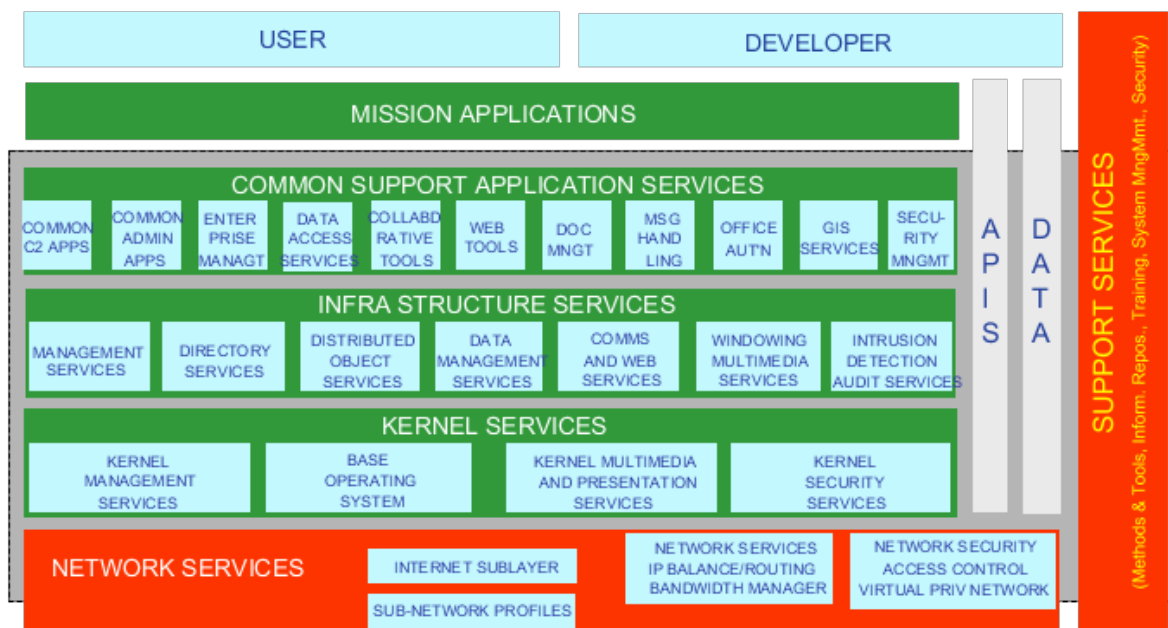 USER
DEVELOPER
MISSION APPLICATIONS
COMMON SUPPORT APPLICATION SERVICES
COMMON
C2 APPS
COMMON
ADMIN
APPS
ENTER
PRISE
MANAGT
DATA
ACCESS
SERVICES
COLLABD
RATIVE
TOOLS
WEB
TOOLS
DOC
MNGT
MSG
HAND
LING
OFFICE
AUT'N
GIS
SERVICES
SECU-
RITY
MNGMT
INFRA STRUCTURE SERVICES
MANAGEMENT
SERVICES
DIRECTORY
SERVICES
DISTRIBUTED
OBJECT
SERVICES
DATA
MANAGEMENT
SERVICES
COMMS
AND WEB
SERVICES
WINDOWING
MULTIMEDIA
SERVICES
INTRUSION
DETECTION
AUDIT SERVICES
KERNEL SERVICES
KERNEL
MANAGEMENT
SERVICES
BASE
OPERATING
SYSTEM
KERNEL MULTIMEDIA
AND PRESENTATION
SERVICES
KERNEL
SECURITY
SERVICES
NETWORK SERVICES
INTERNET SUBLAYER
SUB-NETWORK PROFILES
NETWORK SERVICES
IP BALANCE/ROUTING
BANDWIDTH MANAGER
NETWORK SECURITY
ACCESS CONTROL
VIRTUAL PRIV NETWORK
APIS
DATA
SUPPORT SERVICES
(Methods & Tools, Inform. Repos., Training, System MngMmt., Security)